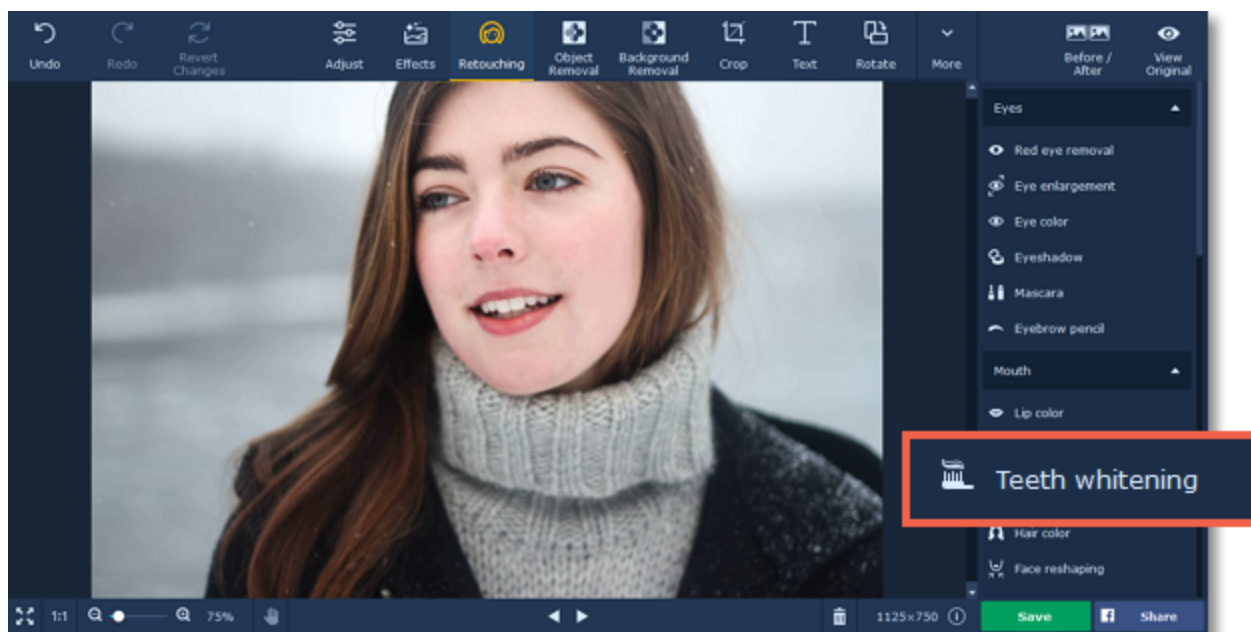 Undo
Redo
Revert
Changes
Adjust
Effects
Retouching
Object
Removal
Background
Removal
Crop
Text
Rotate
More
Before /
After
View
Original
Eyes
Red eye removal
Eye enlargement
Eye color
Eyeshadow
Mascara
Eyebrow pencil
Mouth
Lip color
Teeth whitening
Hair color
Face reshaping
1:1
75%
1125×750
Save
Share